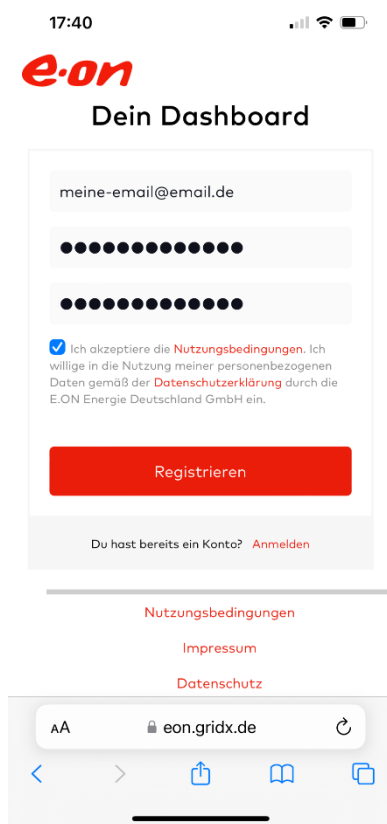 17:40
e·on
Dein Dashboard
meine-email@email.de
●●●●●●●●●●●●●
●●●●●●●●●●●●●
Ich akzeptiere die Nutzungsbedingungen. Ich
willige in die Nutzung meiner personenbezogenen
Daten gemäß der Datenschutzerklärung durch die
E.ON Energie Deutschland GmbH ein.
Registrieren
Du hast bereits ein Konto? Anmelden
Nutzungsbedingungen
Impressum
Datenschutz
AA eon.gridx.de